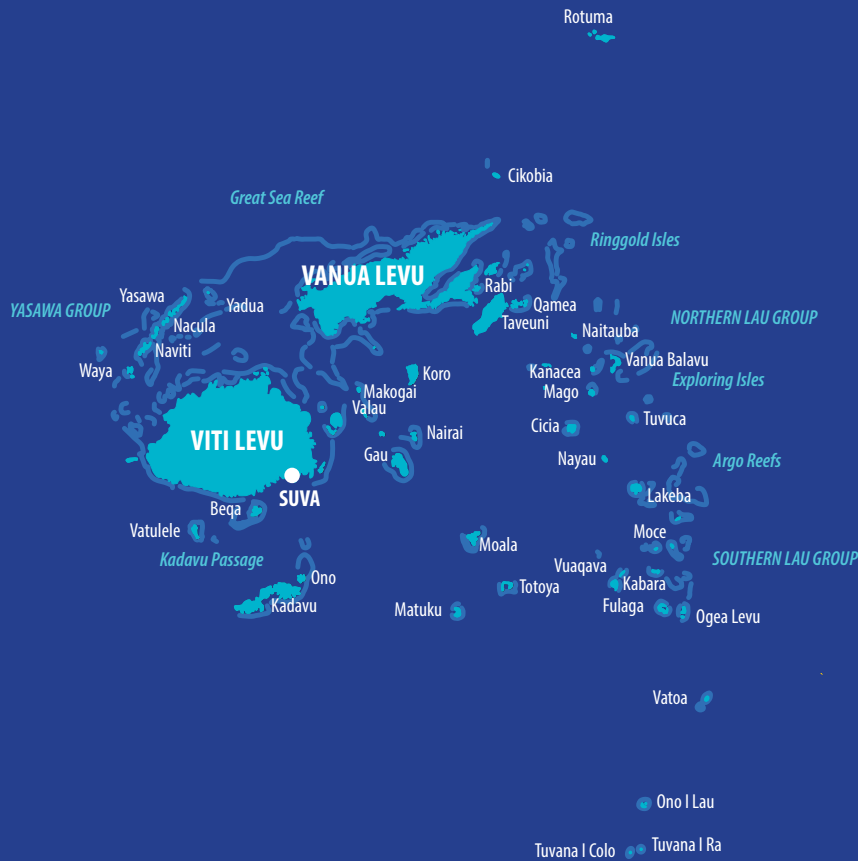 Rotuma
Cikobia
Great Sea Reef
Ringgold Isles
VANUA LEVU
Rabi
YASAWA GROUP
Yasawa
Yadua
Qamea
Taveuni
NORTHERN LAU GROUP
Nacula
Naitauba
Naviti
Vanua Balavu
Waya
Koro
Kanacea
Exploring Isles
Makogai
Mago
Valau
Tuvuca
VITI LEVU
Nairai
Cicia
Gau
Nayau
Argo Reefs
SUVA
Lakeba
Beqa
Vatulele
Moce
Kadavu Passage
Moala
SOUTHERN LAU GROUP
Vuaqava
Ono
Totoya
Kabara
Kadavu
Matuku
Fulaga
Ogea Levu
Vatoa
Ono I Lau
Tuvana I Colo
Tuvana I Ra